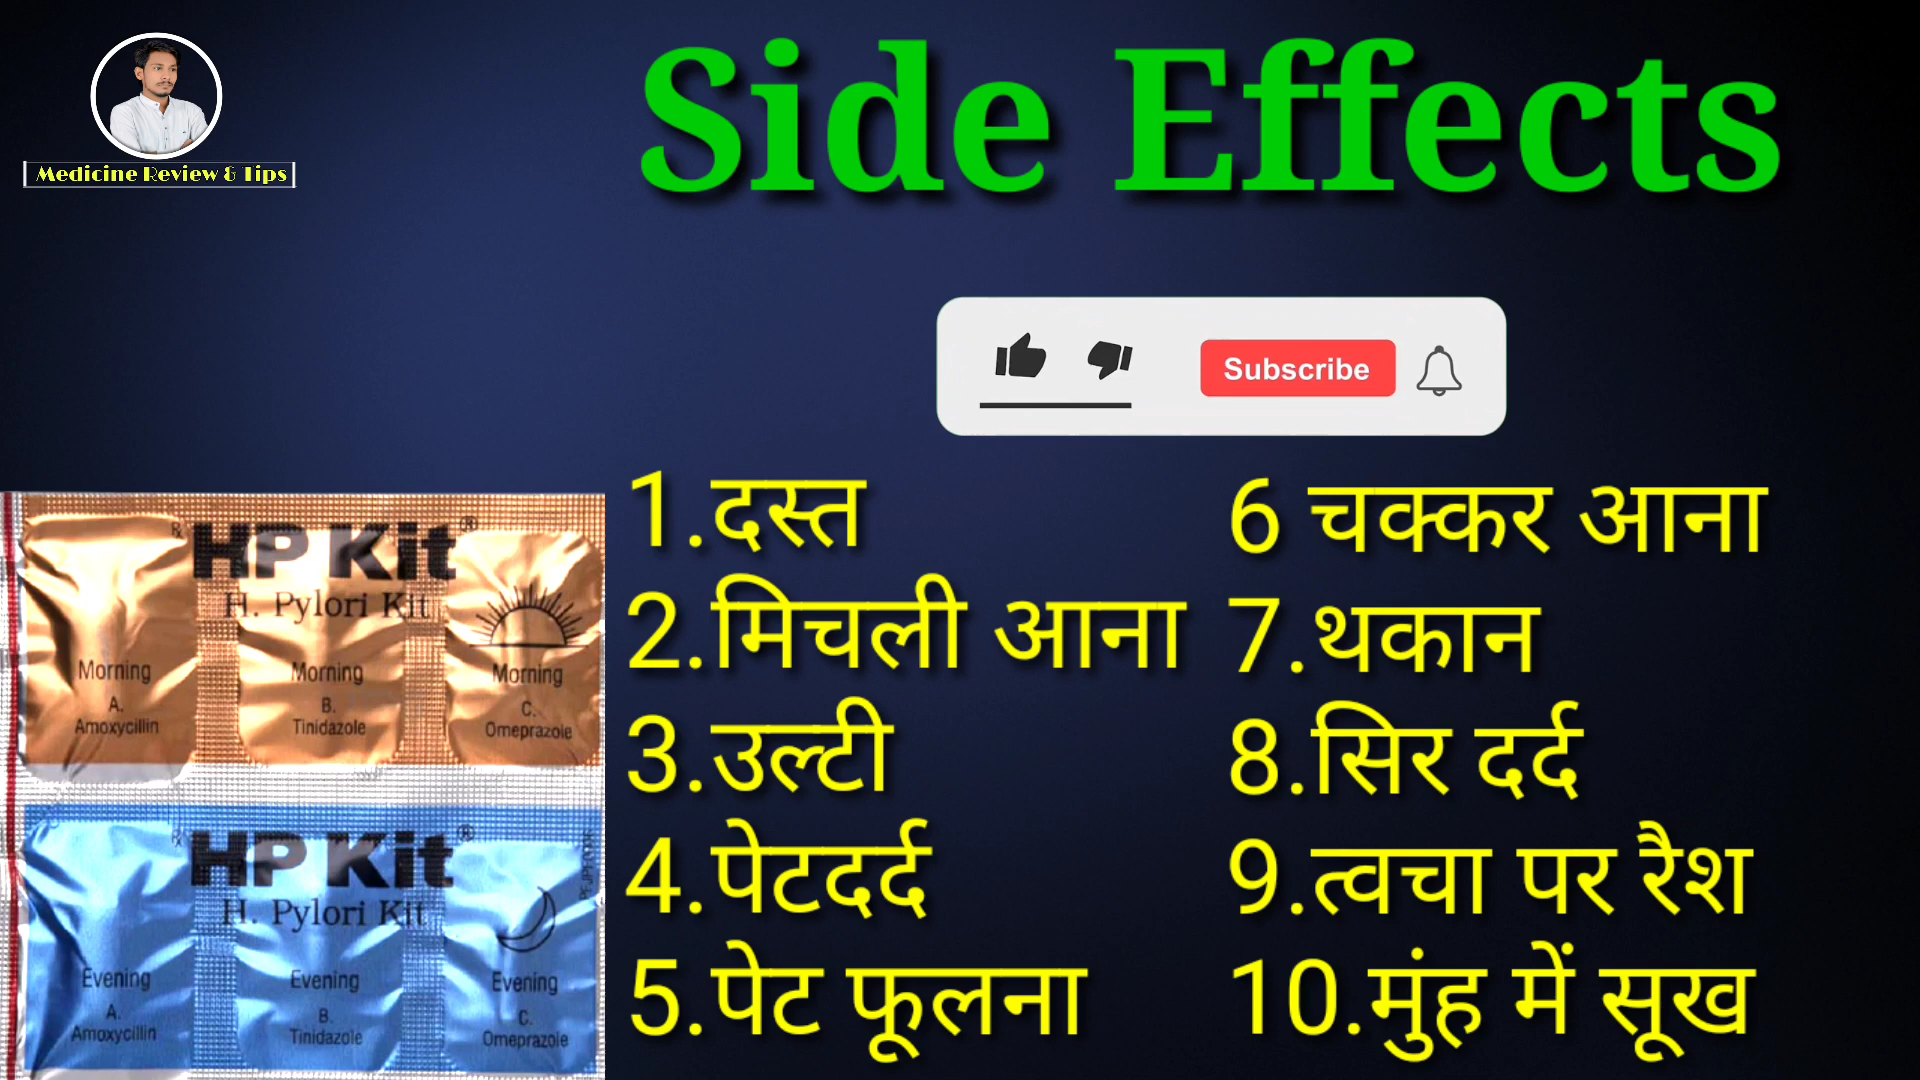 Medicine Review & Tips
Side Effects
Subscribe
1.दस्त
2.मिचली आना
3.उल्टी
4.पेटदर्द
5.पेट फूलना
6 चक्कर आना
7.थकान
8.सिर दर्द
9.त्वचा पर रैश
10.मुंह में सूख
HP Kit®
H. Pylori Kit
Morning Morning Morning
A. B. C.
Amoxycillin Tinidazole Omeprazole
HP Kit®
H. Pylori Kit
Evening Evening Evening
A. B. C.
Amoxycillin Tinidazole Omeprazole